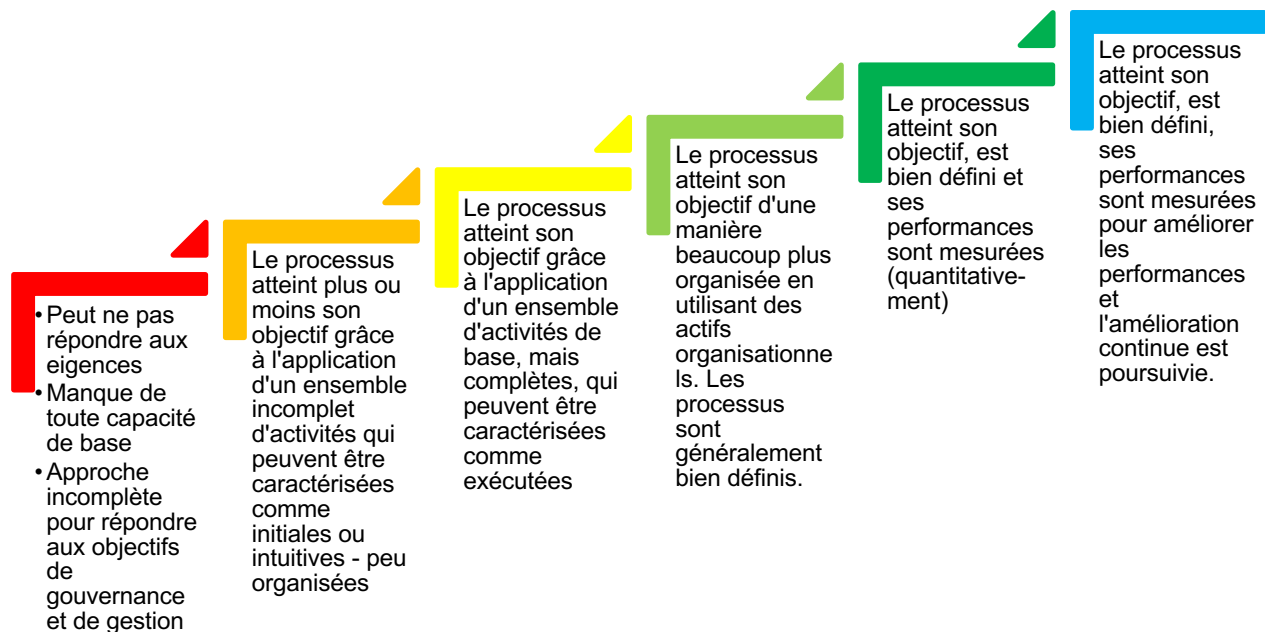 • Peut ne pas
répondre aux
eigences
• Manque de
toute capacité
de base
• Approche
incomplète
pour répondre
aux objectifs
de
gouvernance
et de gestion
Le processus
atteint plus ou
moins son
objectif grâce
à l'application
d'un ensemble
incomplet
d'activités qui
peuvent être
caractérisées
comme
initiales ou
intuitives - peu
organisées
Le processus
atteint son
objectif grâce
à l'application
d'un ensemble
d'activités de
base, mais
complètes, qui
peuvent être
caractérisées
comme
exécutées
Le processus
atteint son
objectif d'une
manière
beaucoup plus
organisée en
utilisant des
actifs
organisationne
ls. Les
processus
sont
généralement
bien définis.
Le processus
atteint son
objectif, est
bien défini et
ses
performances
sont mesurées
(quantitative-
ment)
Le processus
atteint son
objectif, est
bien défini,
ses
performances
sont mesurées
pour améliorer
les
performances
et
l'amélioration
continue est
poursuivie.